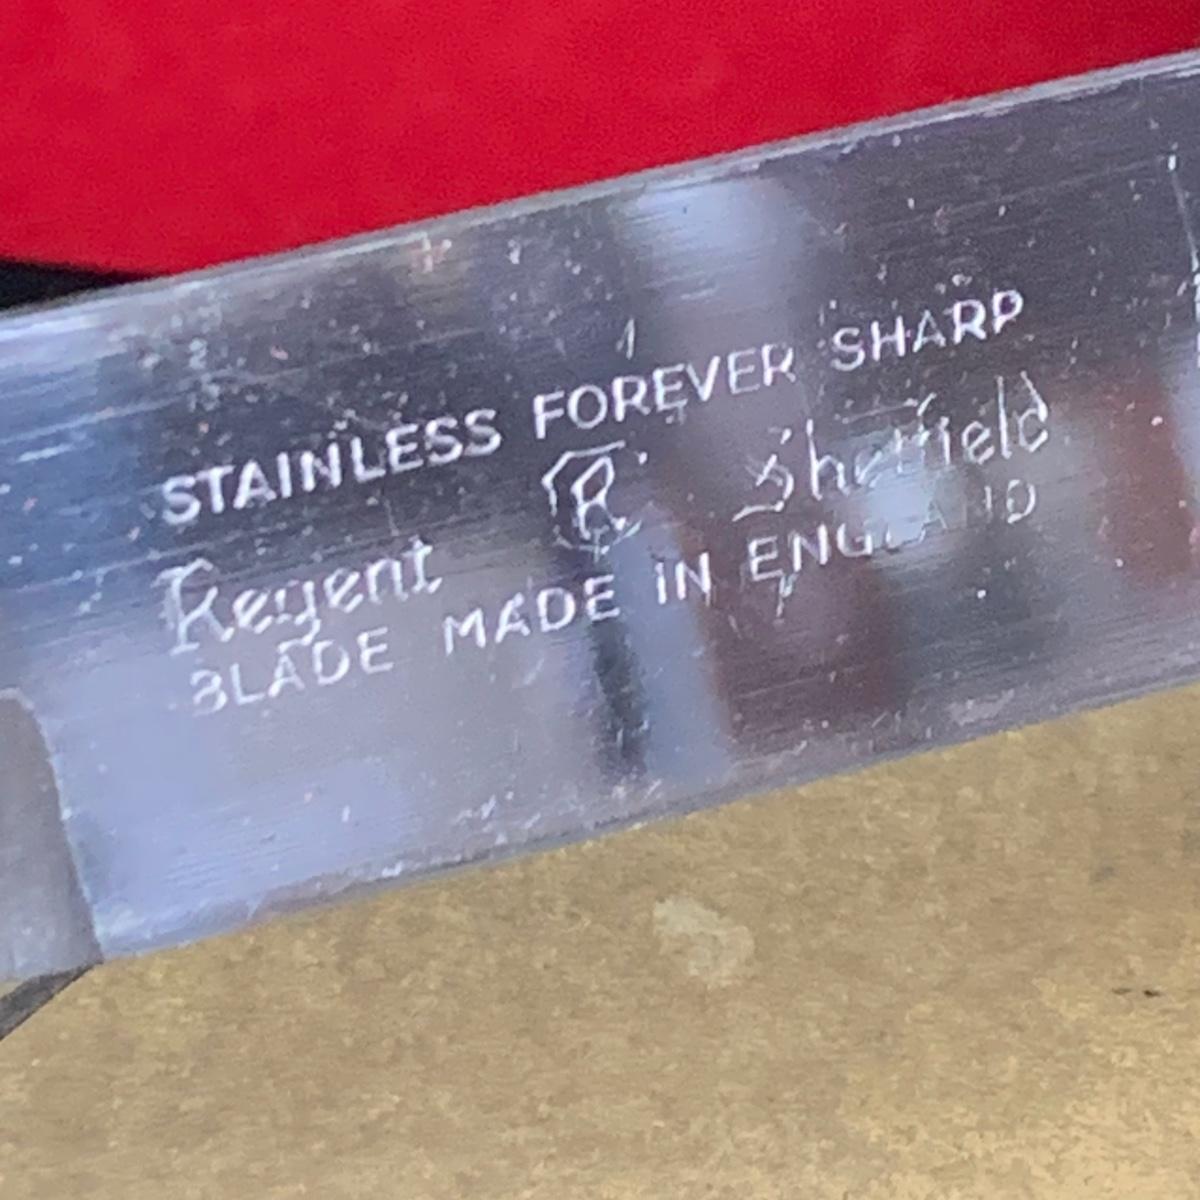 STAINLESS FOREVER SHARP
Regent R Sheffield
BLADE MADE IN ENGLAND